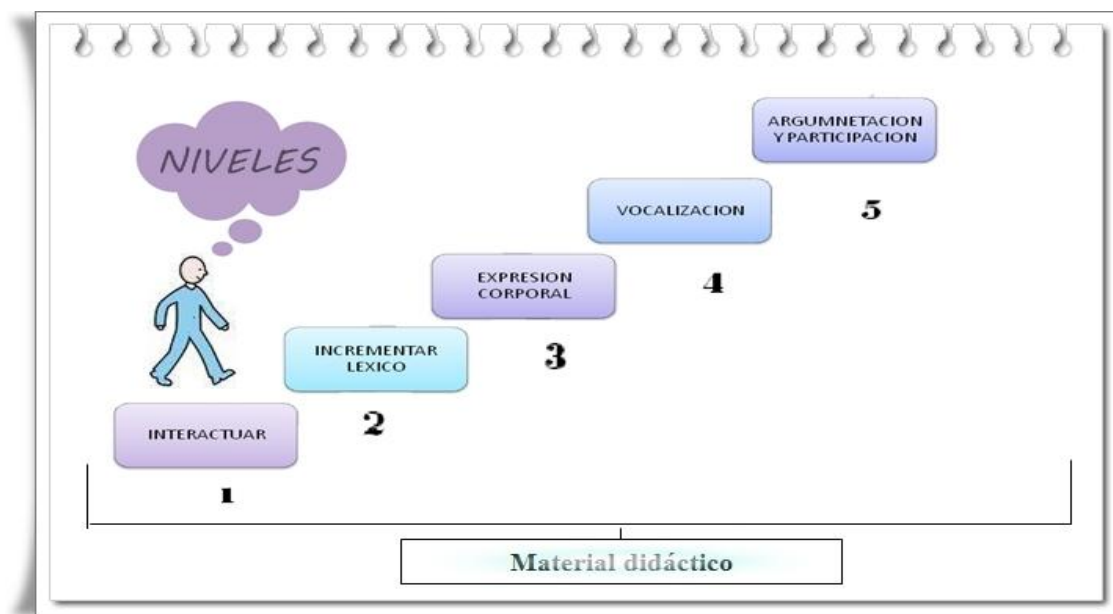 NIVELES
ARGUMNETACION
Y PARTICIPACION
5
VOCALIZACION
4
EXPRESION
CORPORAL
3
INCREMENTAR
LEXICO
2
INTERACTUAR
1
Material didáctico